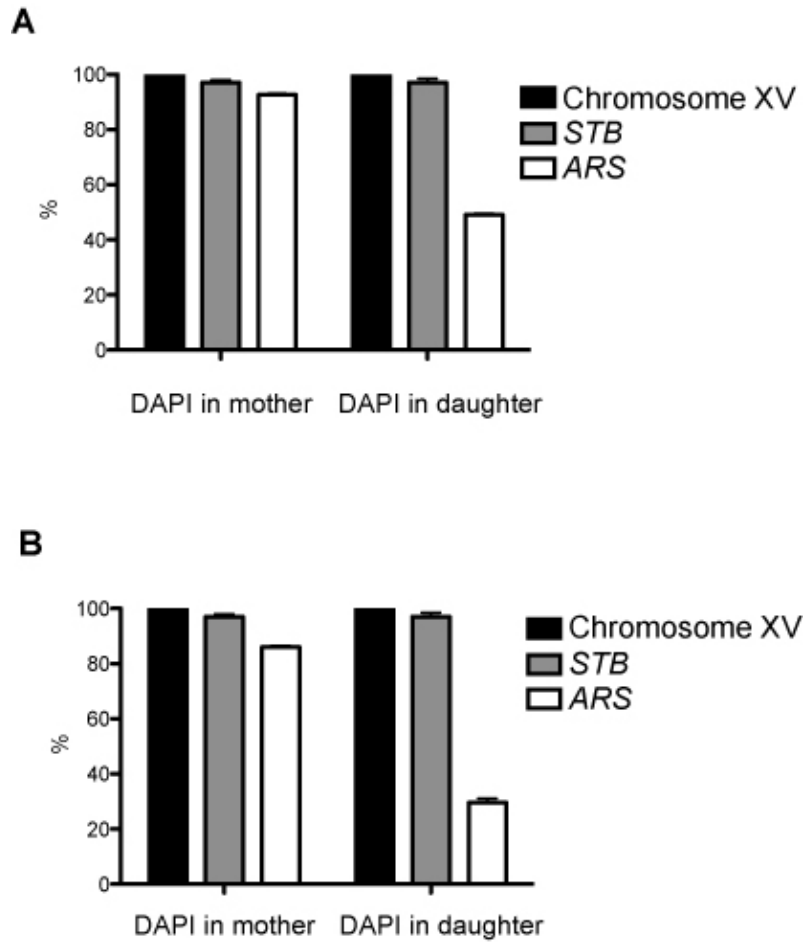 A
100
80
60
40
20
0
%
Chromosome XV
STB
ARS
DAPI in mother DAPI in daughter
B
100
80
60
40
20
0
%
Chromosome XV
STB
ARS
DAPI in mother DAPI in daughter